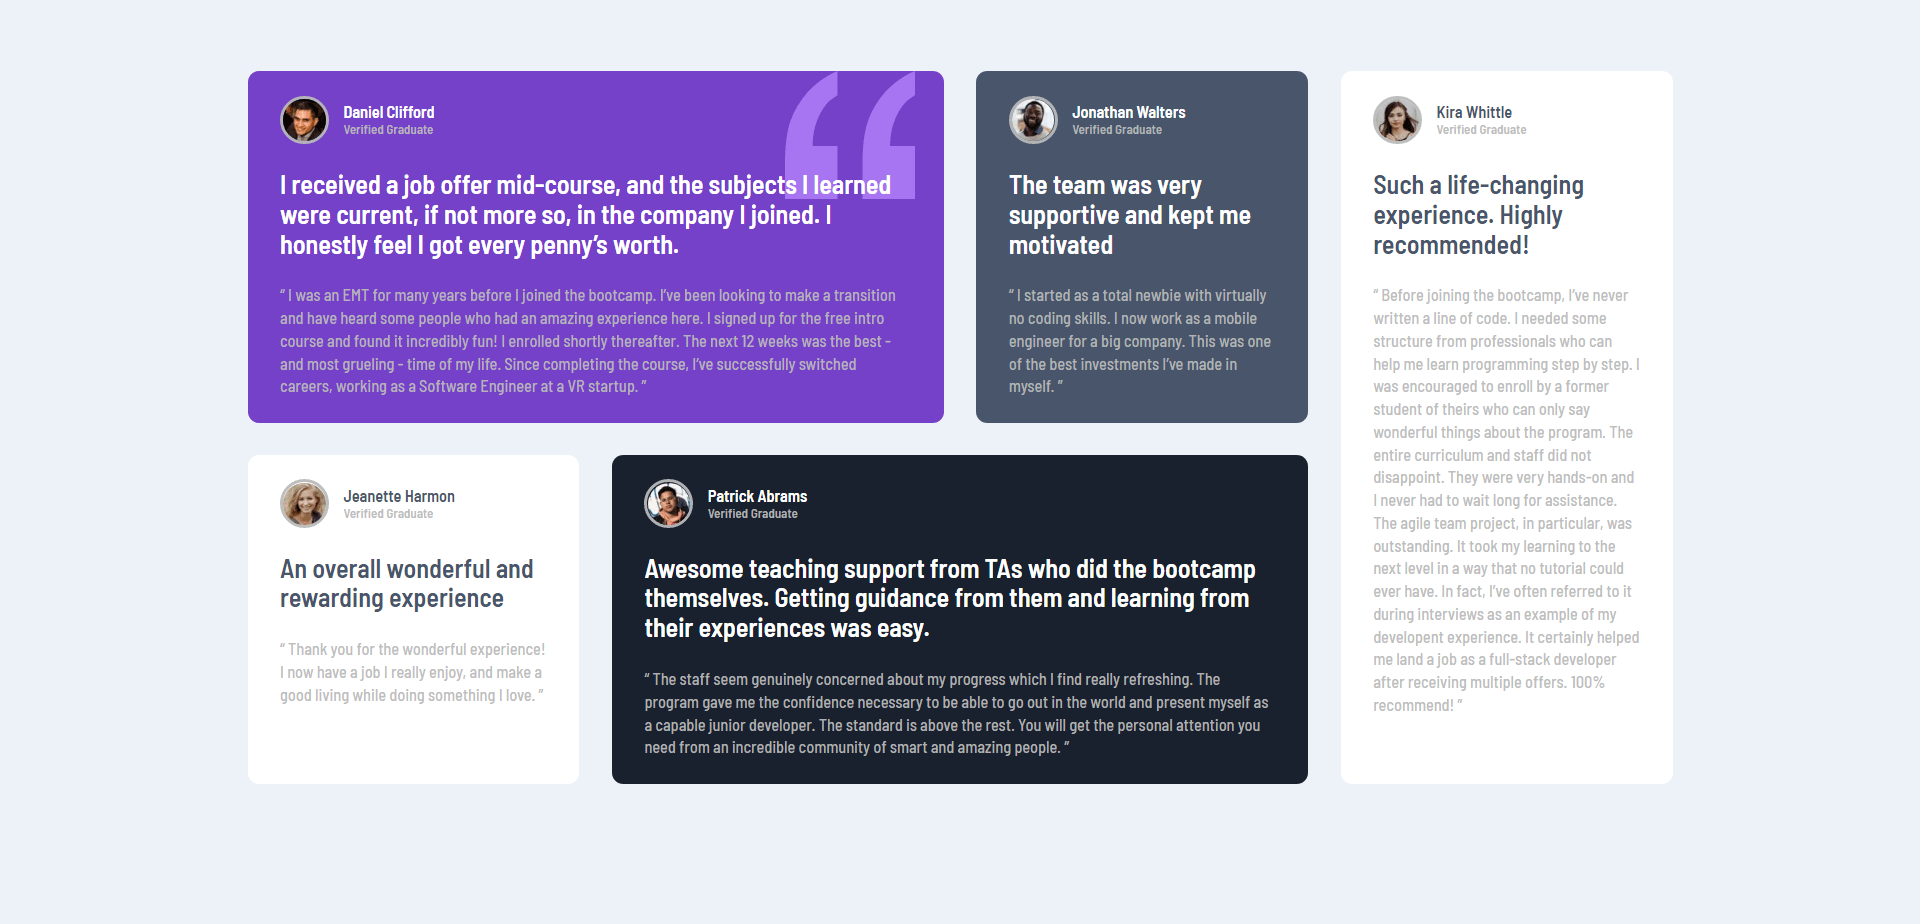 Daniel Clifford
Verified Graduate
I received a job offer mid-course, and the subjects I learned
were current, if not more so, in the company I joined. I
honestly feel I got every penny’s worth.
“ I was an EMT for many years before I joined the bootcamp. I’ve been looking to make a transition
and have heard some people who had an amazing experience here. I signed up for the free intro
course and found it incredibly fun! I enrolled shortly thereafter. The next 12 weeks was the best -
and most grueling - time of my life. Since completing the course, I’ve successfully switched
careers, working as a Software Engineer at a VR startup. ”
Jonathan Walters
Verified Graduate
The team was very
supportive and kept me
motivated
“ I started as a total newbie with virtually
no coding skills. I now work as a mobile
engineer for a big company. This was one
of the best investments I’ve made in
myself. ”
Kira Whittle
Verified Graduate
Such a life-changing
experience. Highly
recommended!
“ Before joining the bootcamp, I’ve never
written a line of code. I needed some
structure from professionals who can
help me learn programming step by step. I
was encouraged to enroll by a former
student of theirs who can only say
wonderful things about the program. The
entire curriculum and staff did not
disappoint. They were very hands-on and
I never had to wait long for assistance.
The agile team project, in particular, was
outstanding. It took my learning to the
next level in a way that no tutorial could
ever have. In fact, I’ve often referred to it
during interviews as an example of my
developent experience. It certainly helped
me land a job as a full-stack developer
after receiving multiple offers. 100%
recommend! ”
Jeanette Harmon
Verified Graduate
An overall wonderful and
rewarding experience
“ Thank you for the wonderful experience!
I now have a job I really enjoy, and make a
good living while doing something I love. ”
Patrick Abrams
Verified Graduate
Awesome teaching support from TAs who did the bootcamp
themselves. Getting guidance from them and learning from
their experiences was easy.
“ The staff seem genuinely concerned about my progress which I find really refreshing. The
program gave me the confidence necessary to be able to go out in the world and present myself as
a capable junior developer. The standard is above the rest. You will get the personal attention you
need from an incredible community of smart and amazing people. ”